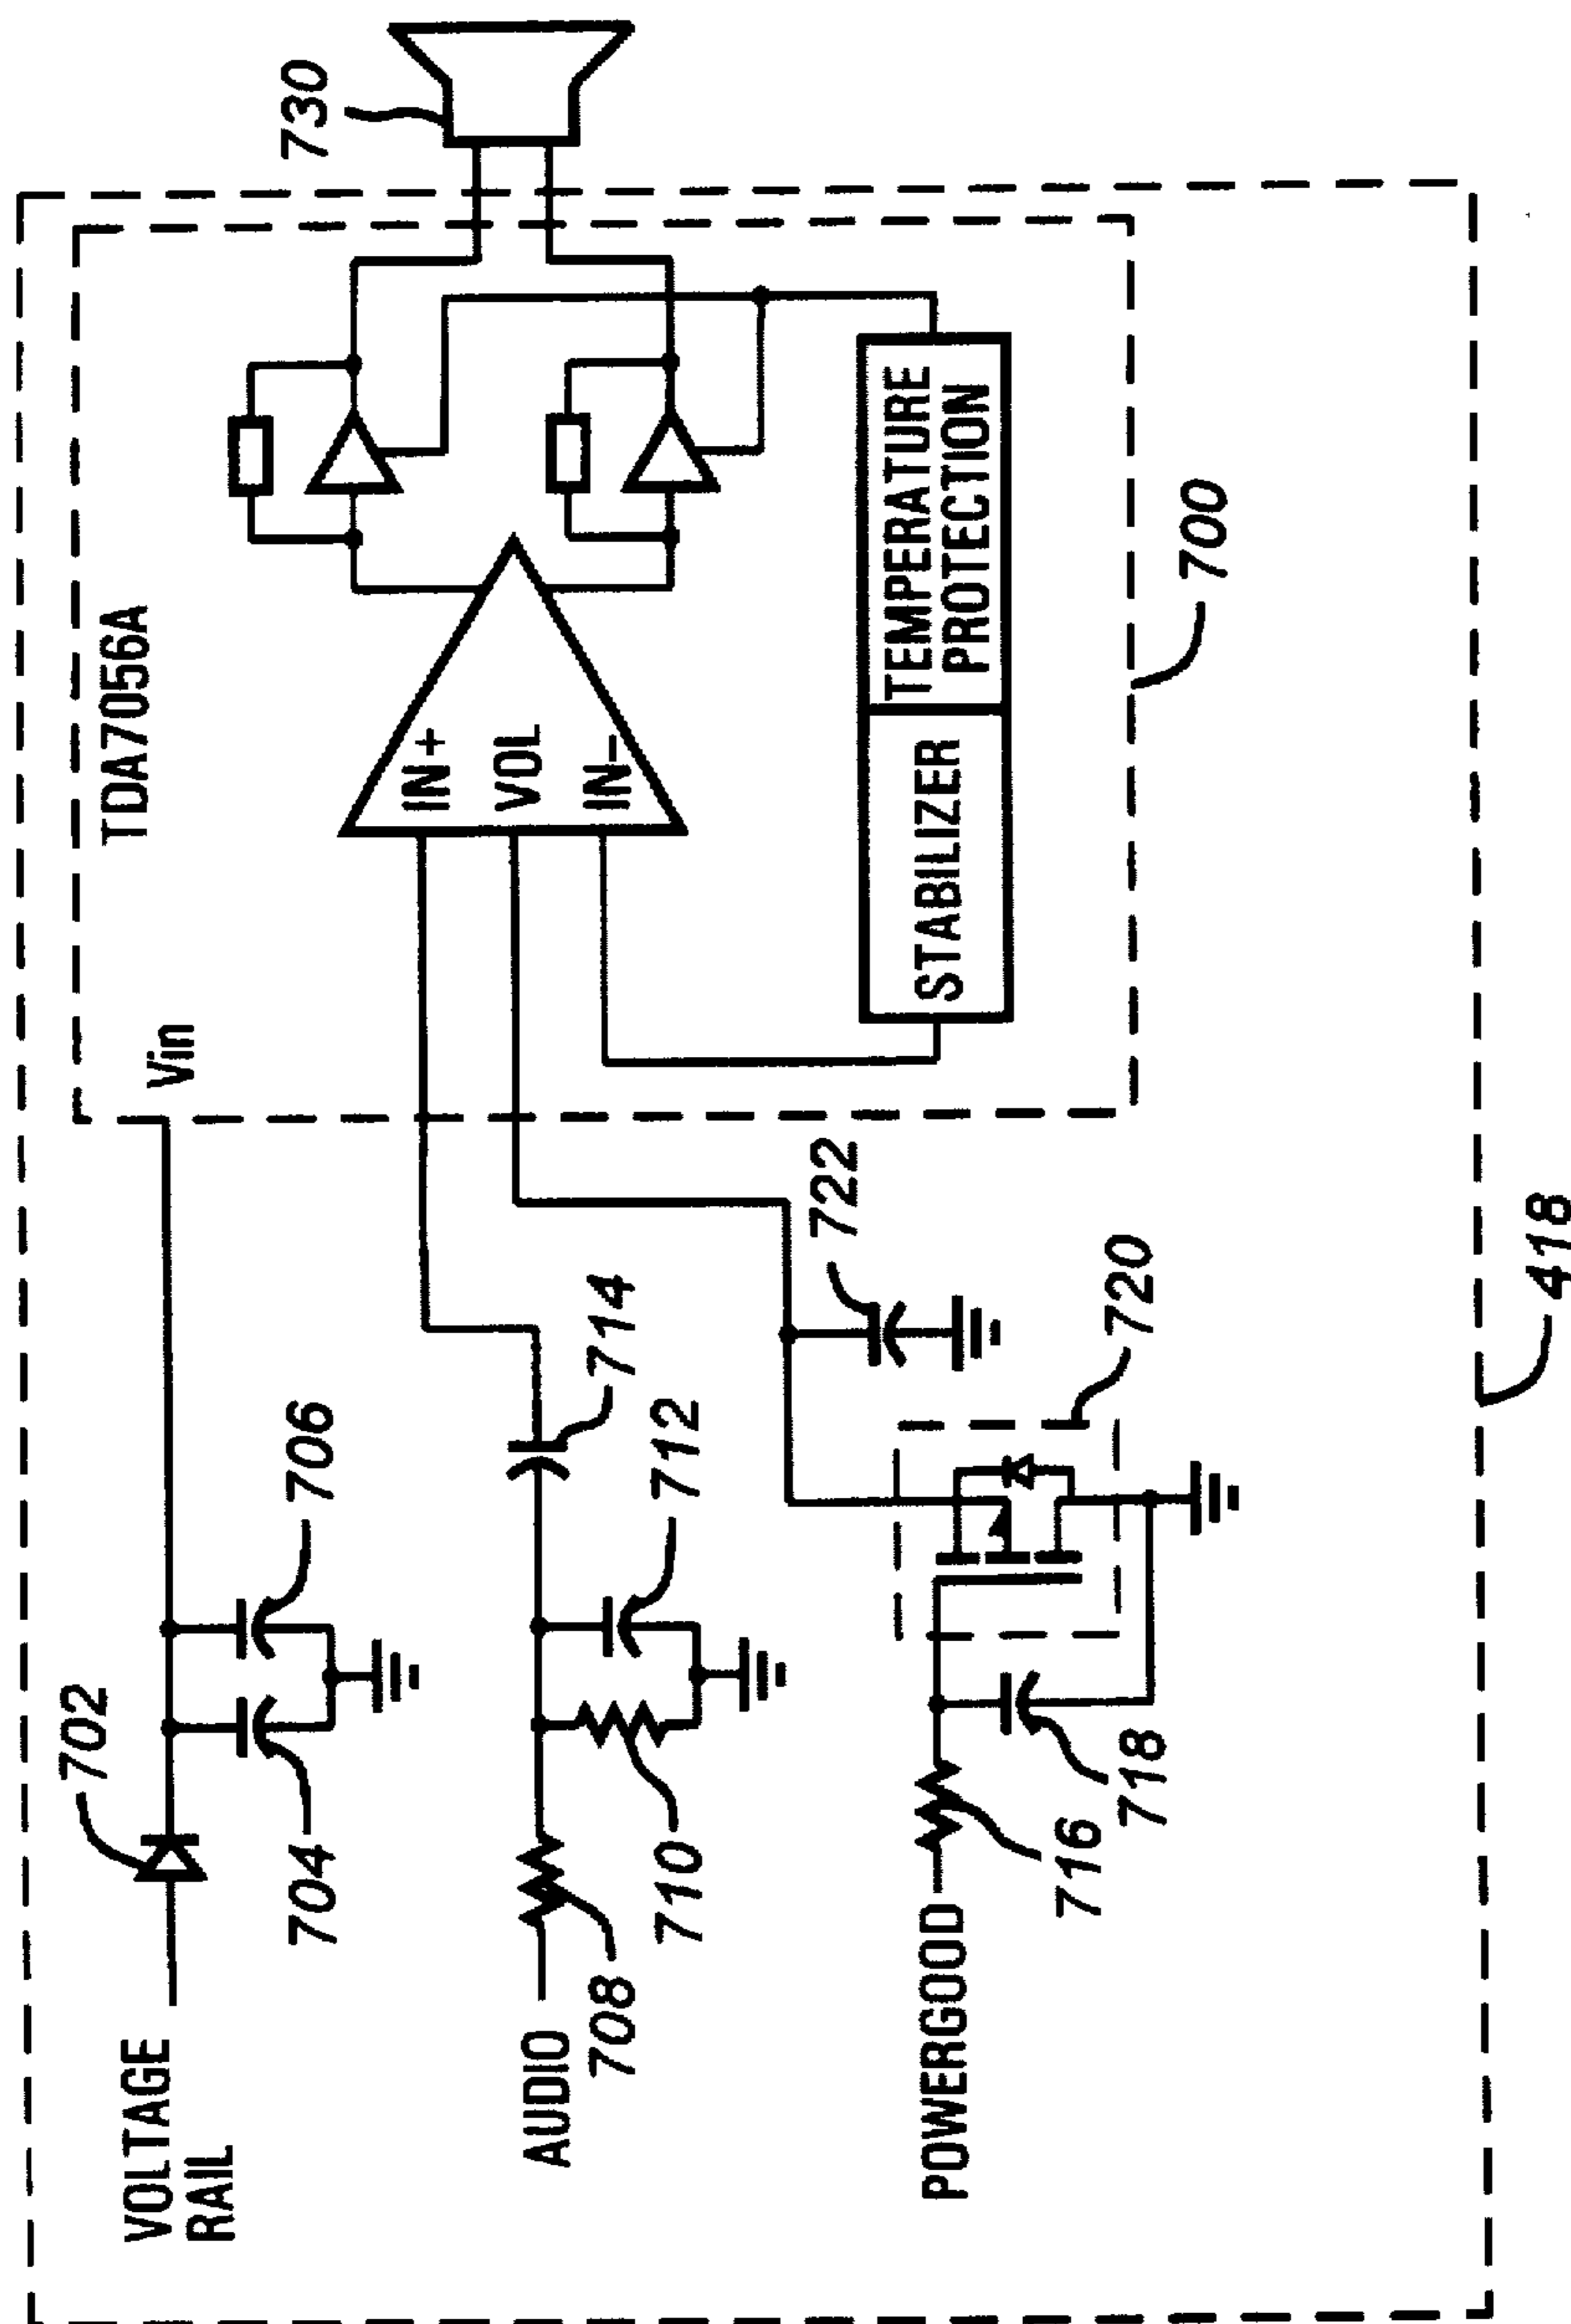 730
TDA7056A
Vin
IN+
VOL
IN-
STABILIZER
TEMPERATURE
PROTECTION
700
VOLTAGE
RAIL
702
704
706
AUDIO
708
710
712
714
POWERGOOD
716
718
720
722
418